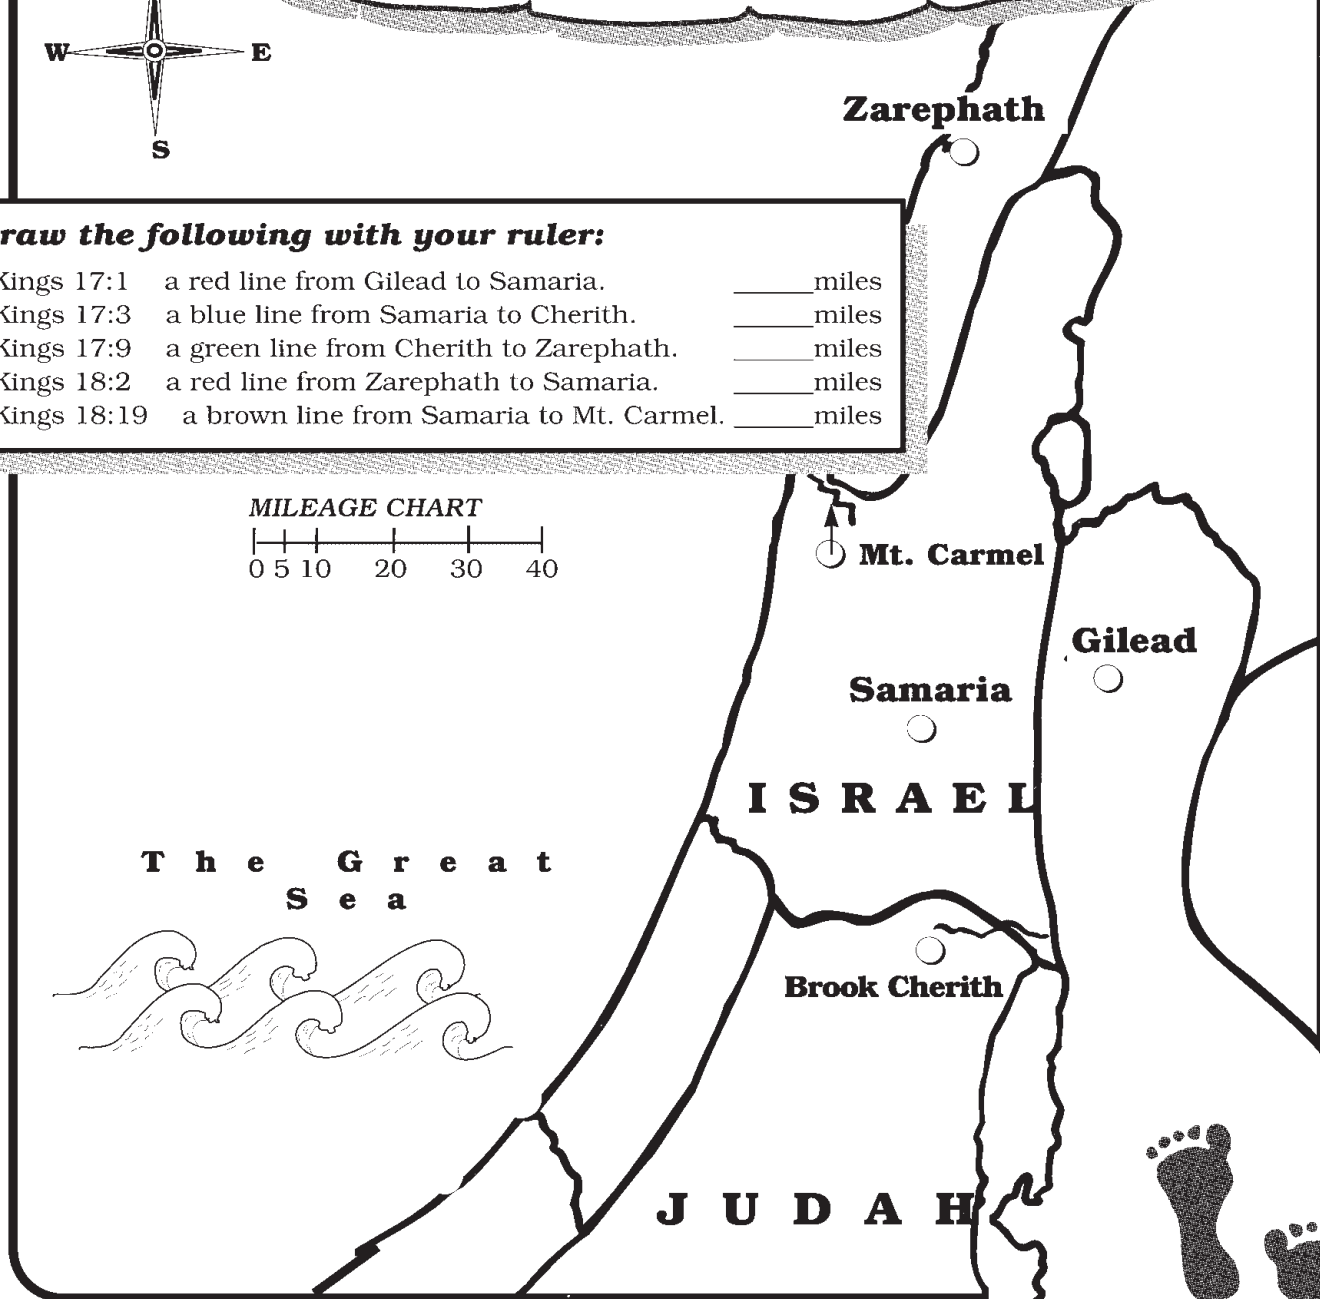 W E
S
Zarephath
raw the following with your ruler:
Kings 17:1 a red line from Gilead to Samaria. ______miles
Kings 17:3 a blue line from Samaria to Cherith. ______miles
Kings 17:9 a green line from Cherith to Zarephath. ______miles
Kings 18:2 a red line from Zarephath to Samaria. ______miles
Kings 18:19 a brown line from Samaria to Mt. Carmel. ______miles
MILEAGE CHART
0 5 10 20 30 40
Mt. Carmel
Gilead
Samaria
ISRAEL
The Great
Sea
Brook Cherith
JUDAH